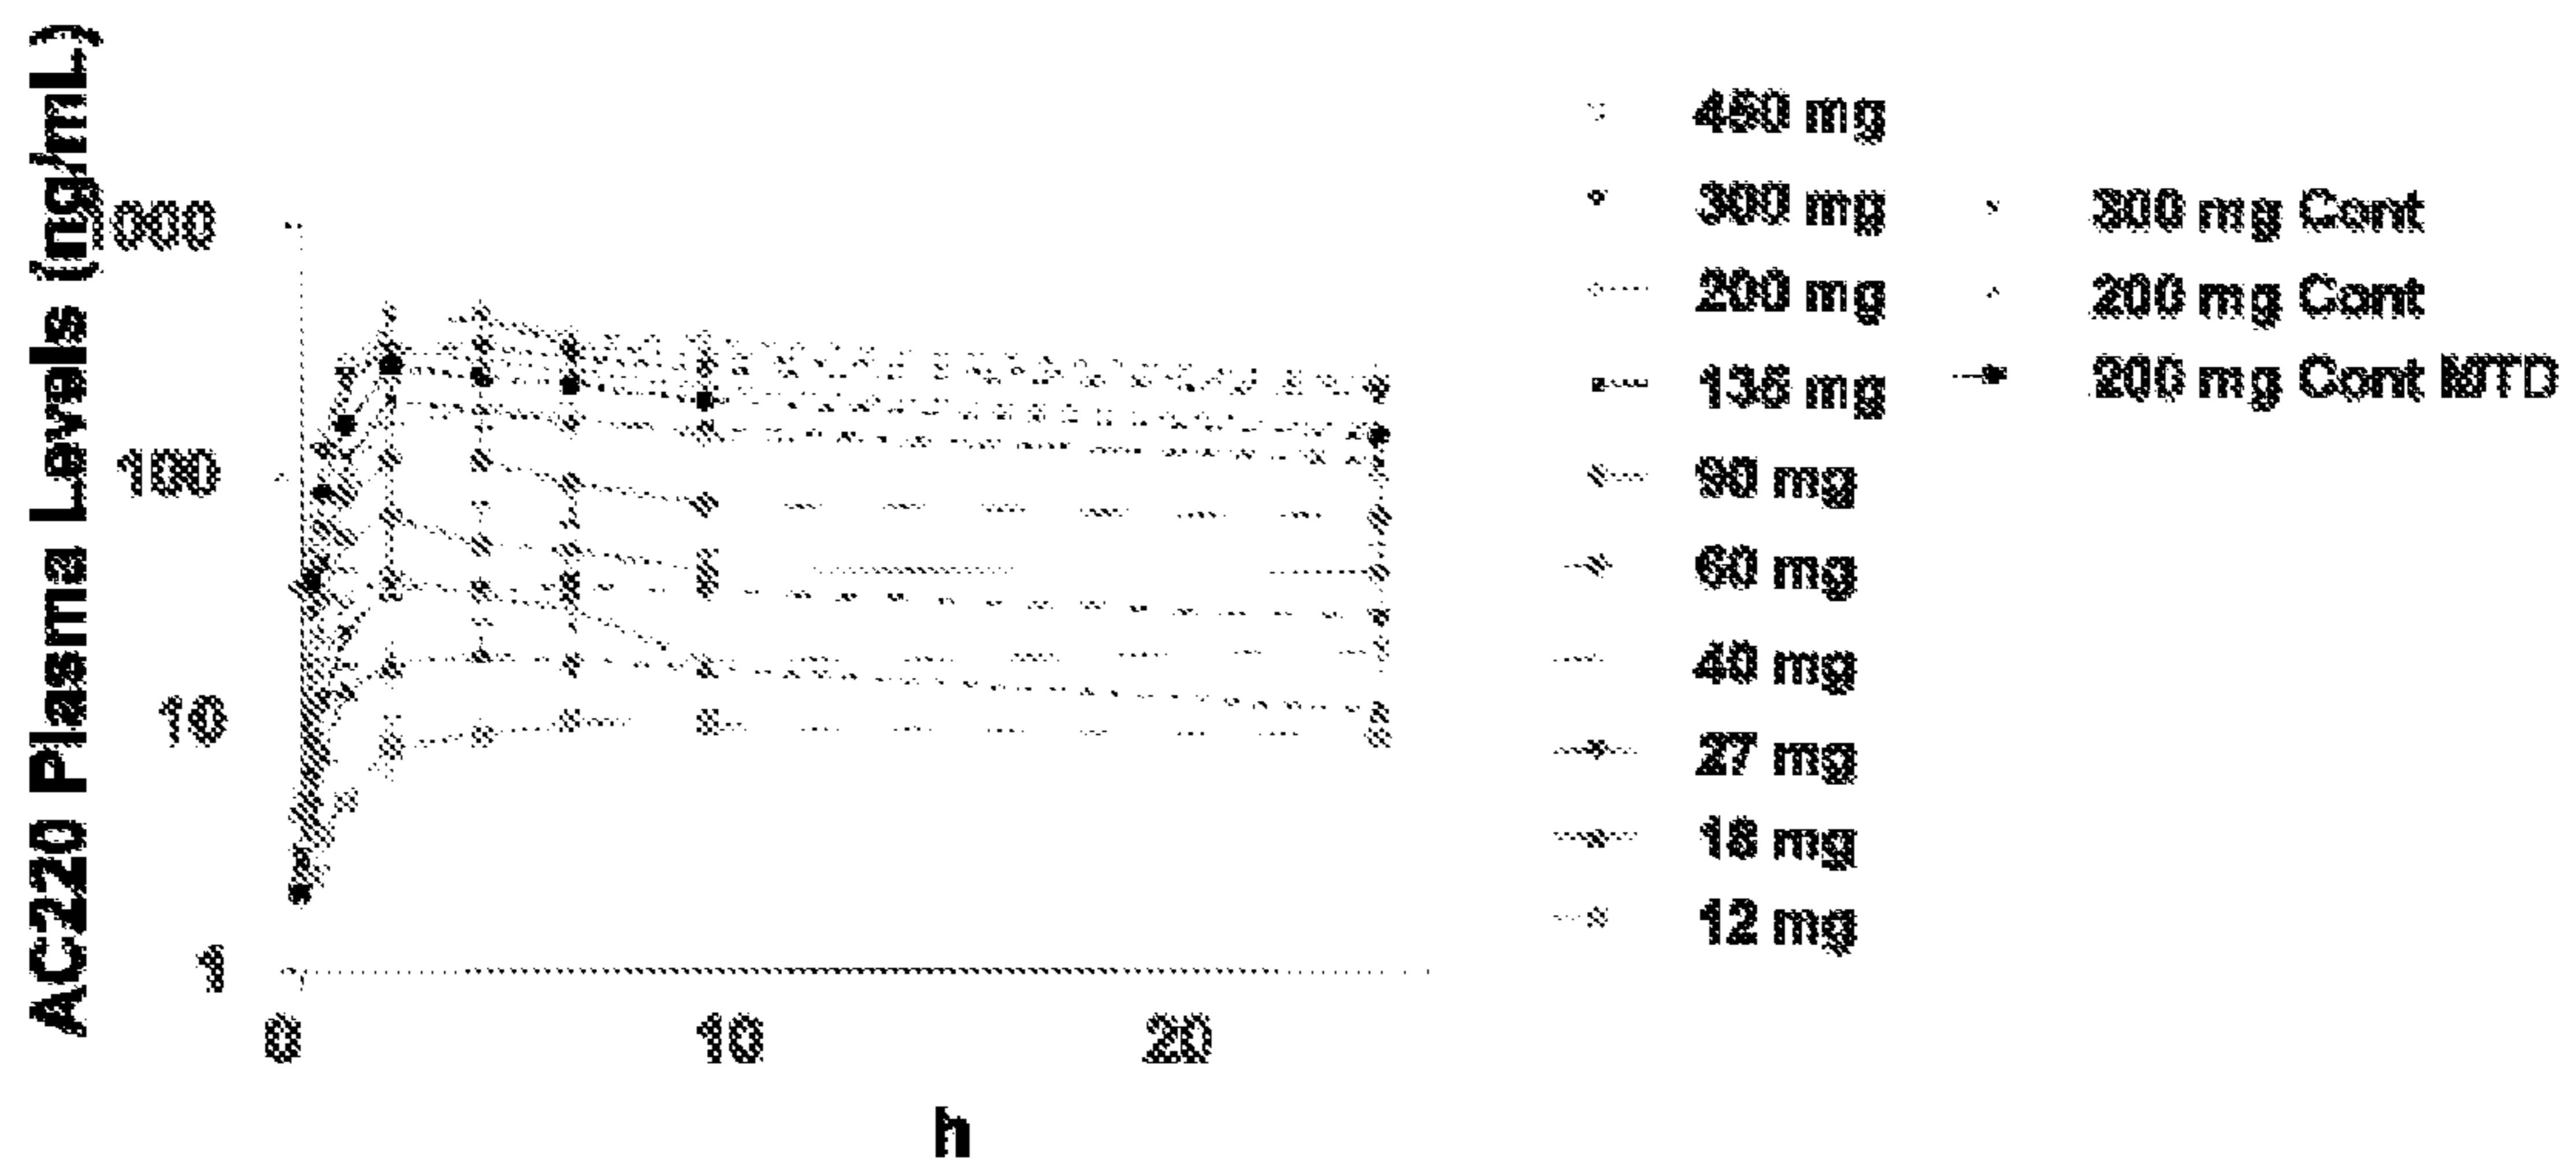 AC220 Plasma Levels (ng/mL)
1000
100
10
1
0
10
20
h
450 mg
300 mg
200 mg
135 mg
90 mg
60 mg
40 mg
27 mg
18 mg
12 mg
300 mg Cont
200 mg Cont
200 mg Cont MTD